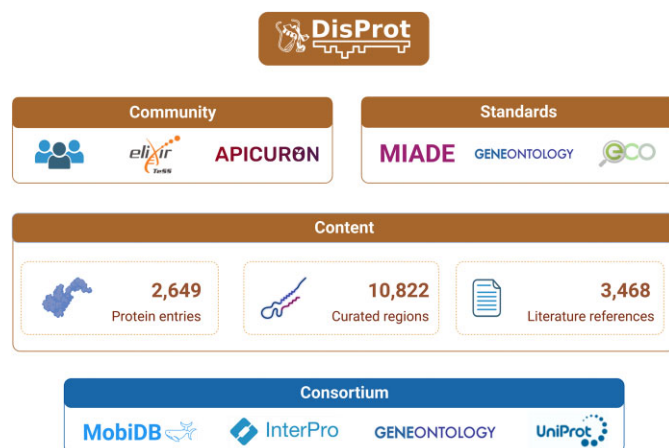 DisProt
Community
Standards
elixir
TeSS
APICURON
MIADE
GENEONTOLOGY
eco
Content
2,649
Protein entries
10,822
Curated regions
3,468
Literature references
Consortium
MobiDB
InterPro
GENEONTOLOGY
UniProt